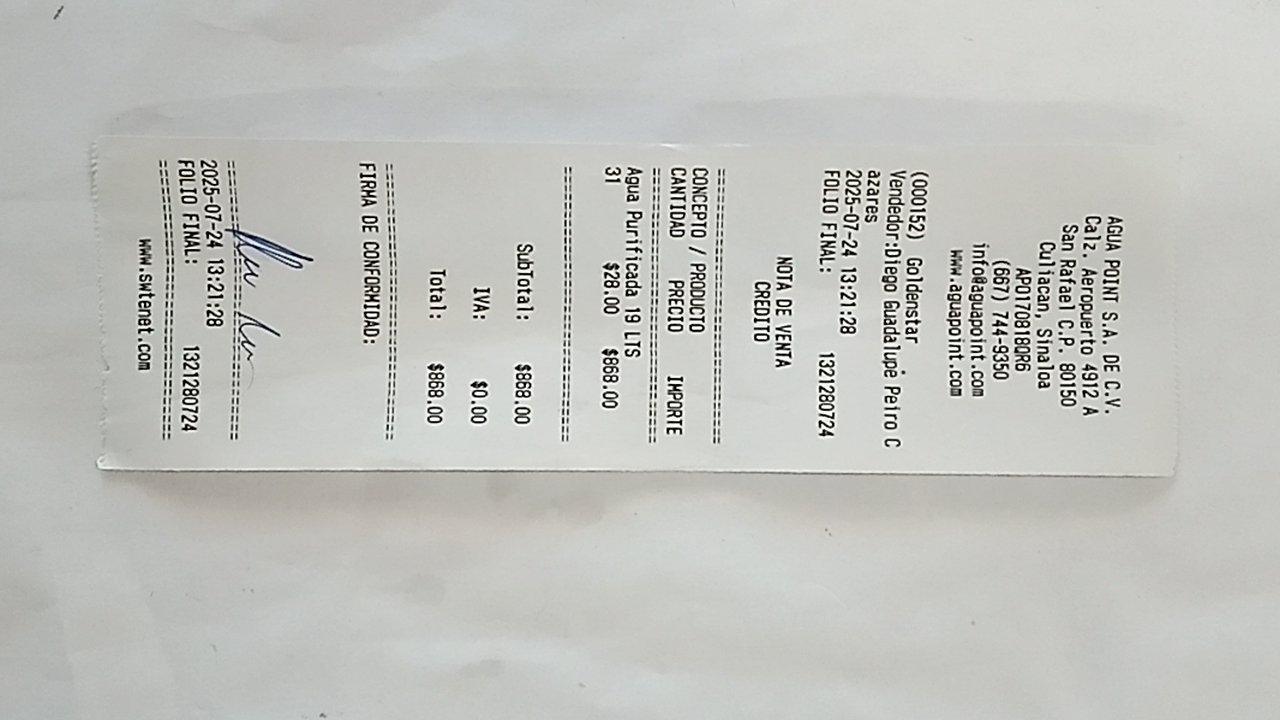 AGUA POINT S.A. DE C.V.
Calz. Aeropuerto 4912 A
San Rafael C.P. 80150
Culiacan, Sinaloa
APO170818QR6
(667) 744-9350
info@aguapoint.com
www.aguapoint.com
(000152) Goldenstar
Vendedor:Diego Guadalupe Peiro C
azares
2025-07-24 13:21:28
FOLIO FINAL: 1321280724
NOTA DE VENTA
CREDITO
==============================
CONCEPTO / PRODUCTO
CANTIDAD PRECIO IMPORTE
==============================
Agua Purificada 19 LTS
31 $28.00 $868.00
==============================
SubTotal: $868.00
IVA: $0.00
Total: $868.00
==============================
FIRMA DE CONFORMIDAD:
==============================
2025-07-24 13:21:28
FOLIO FINAL: 1321280724
==============================
www.swtenet.com